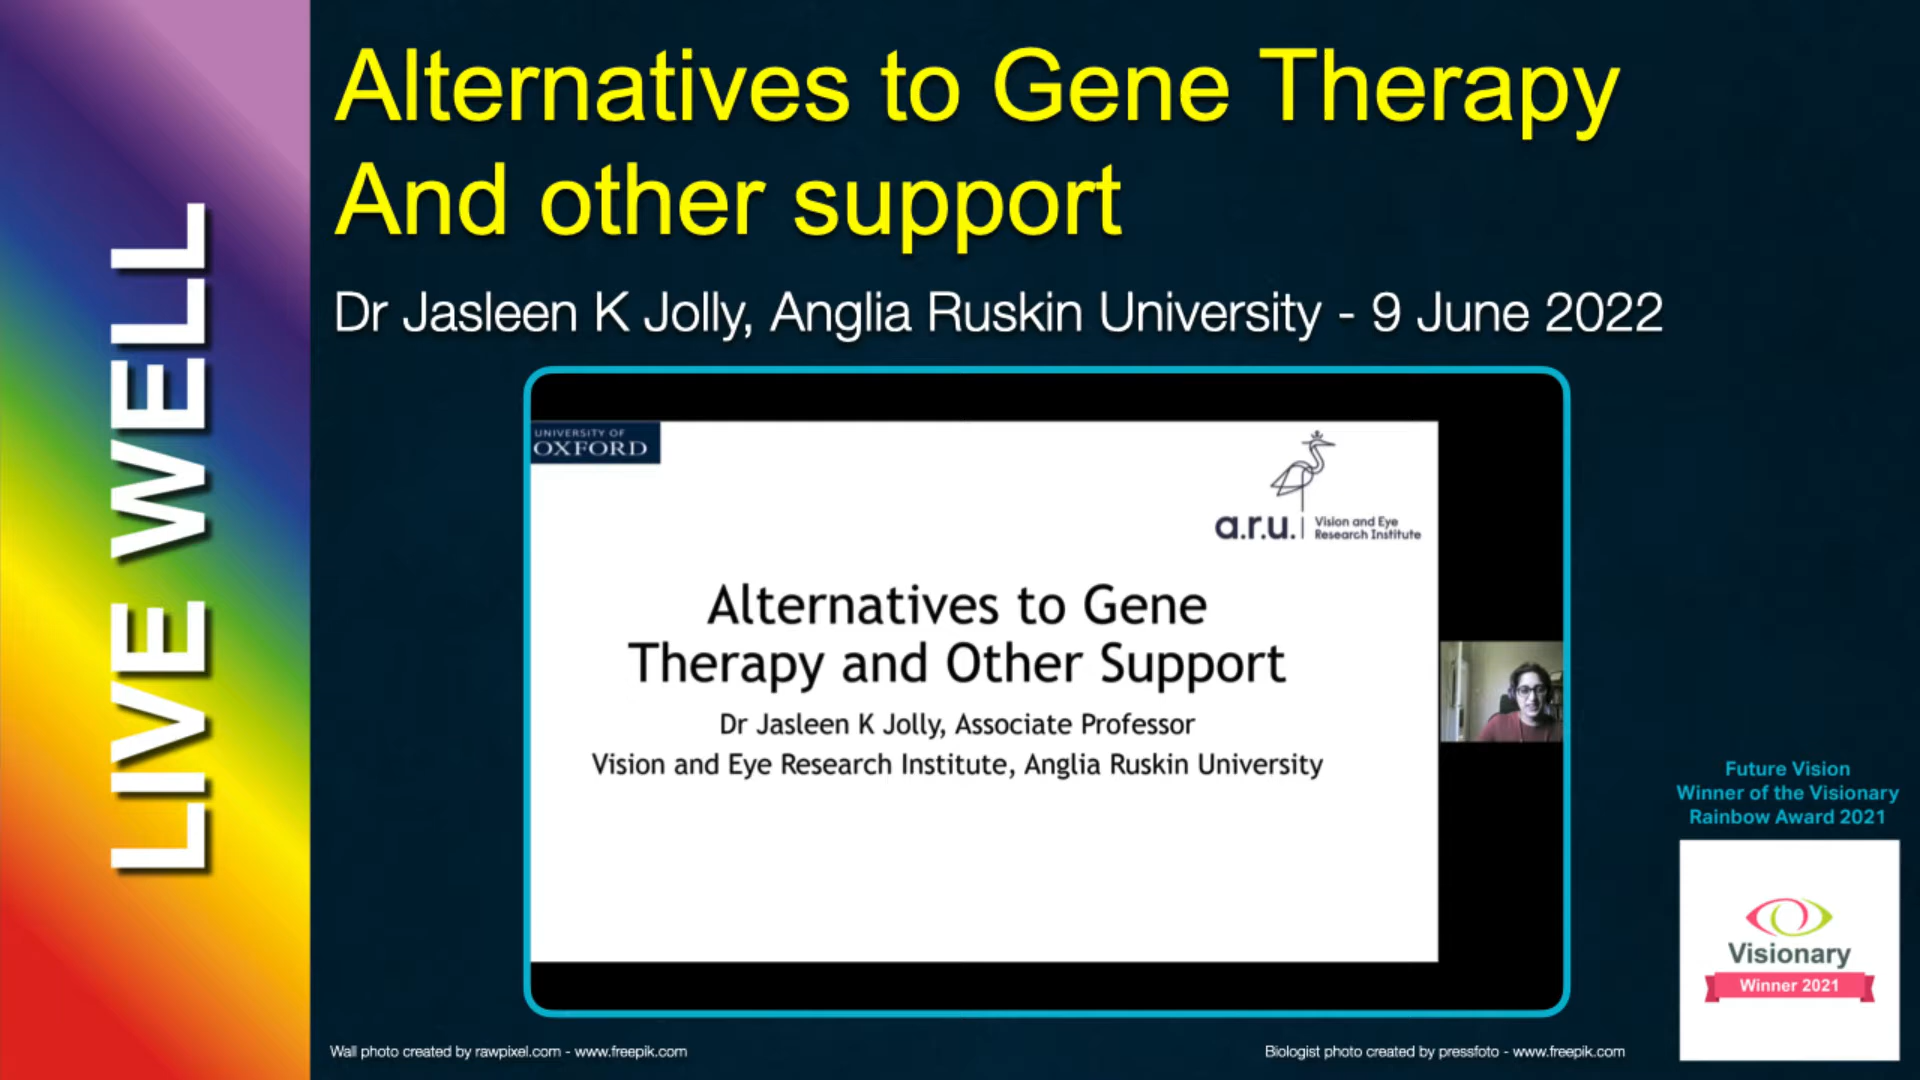 LIVE WELL
Alternatives to Gene Therapy
And other support
Dr Jasleen K Jolly, Anglia Ruskin University - 9 June 2022
UNIVERSITY OF
OXFORD
a.r.u.
Vision and Eye
Research Institute
Alternatives to Gene
Therapy and Other Support
Dr Jasleen K Jolly, Associate Professor
Vision and Eye Research Institute, Anglia Ruskin University
Future Vision
Winner of the Visionary
Rainbow Award 2021
Visionary
Winner 2021
Wall photo created by rawpixel.com - www.freepik.com
Biologist photo created by pressfoto - www.freepik.com